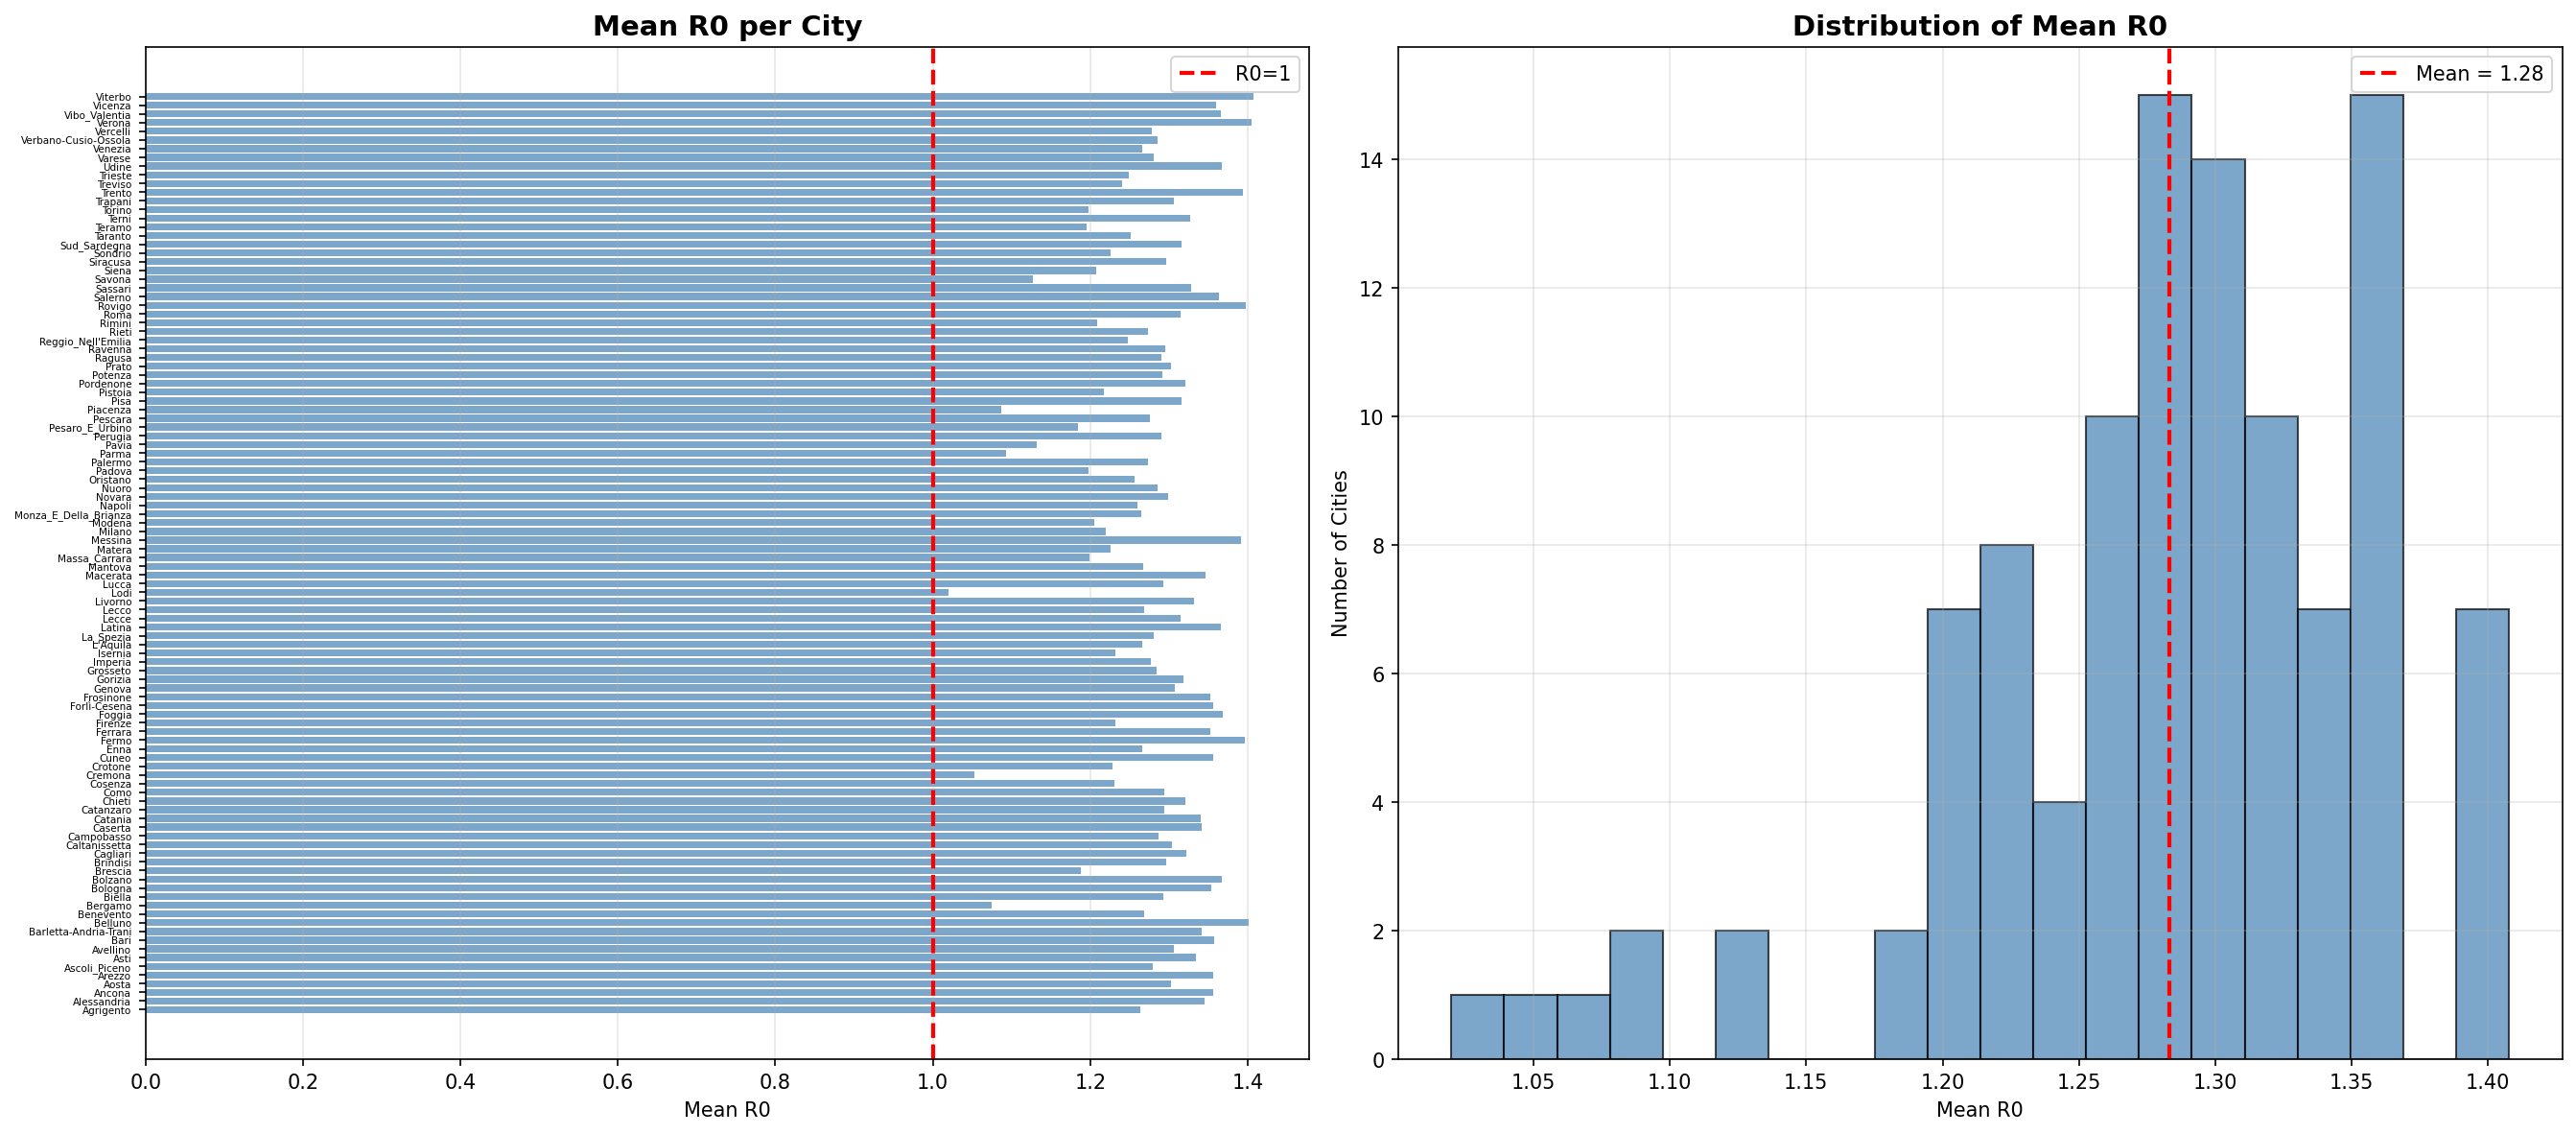 Mean R0 per City
R0=1
Viterbo
Vicenza
Vibo_Valentia
Verona
Vercelli
Verbano-Cusio-Ossola
Venezia
Varese
Udine
Trieste
Treviso
Trento
Trapani
Torino
Terni
Teramo
Taranto
Sud_Sardegna
Sondrio
Siracusa
Siena
Savona
Sassari
Salerno
Rovigo
Roma
Rimini
Rieti
Reggio_Nell'Emilia
Ravenna
Ragusa
Prato
Potenza
Pordenone
Pistoia
Pisa
Piacenza
Pescara
Pesaro_E_Urbino
Perugia
Pavia
Parma
Palermo
Padova
Oristano
Nuoro
Novara
Napoli
Monza_E_Della_Brianza
Modena
Milano
Messina
Matera
Massa_Carrara
Mantova
Macerata
Lucca
Lodi
Livorno
Lecco
Lecce
Latina
La_Spezia
L'Aquila
Isernia
Imperia
Grosseto
Gorizia
Genova
Frosinone
Forlì-Cesena
Foggia
Firenze
Ferrara
Fermo
Enna
Cuneo
Crotone
Cremona
Cosenza
Como
Chieti
Catanzaro
Catania
Caserta
Campobasso
Caltanissetta
Cagliari
Brindisi
Brescia
Bolzano
Bologna
Biella
Bergamo
Benevento
Belluno
Barletta-Andria-Trani
Bari
Avellino
Asti
Ascoli_Piceno
Arezzo
Aosta
Ancona
Alessandria
Agrigento
0.0 0.2 0.4 0.6 0.8 1.0 1.2 1.4
Mean R0
Distribution of Mean R0
Mean = 1.28
Number of Cities
14
12
10
8
6
4
2
0
1.05 1.10 1.15 1.20 1.25 1.30 1.35 1.40
Mean R0